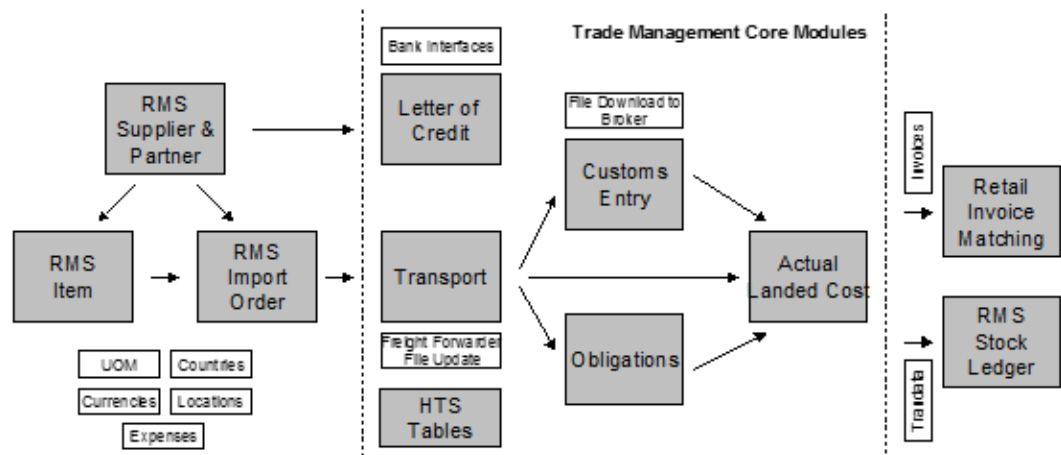 Trade Management Core Modules
Bank Interfaces
RMS
Supplier &
Partner
Letter of
Credit
File Download to
Broker
Customs
Entry
Invoices
Retail
Invoice
Matching
RMS
Item
RMS
Import
Order
Transport
Actual
Landed Cost
Freight Forwarder
File Update
Obligations
RMS
Stock
Ledger
UOM
Countries
Currencies
Locations
Expenses
HTS
Tables
Trandata